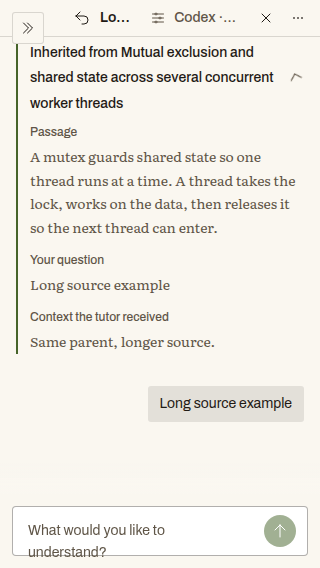 Lo... Codex ·...
Inherited from Mutual exclusion and
shared state across several concurrent
worker threads
Passage
A mutex guards shared state so one
thread runs at a time. A thread takes the
lock, works on the data, then releases it
so the next thread can enter.
Your question
Long source example
Context the tutor received
Same parent, longer source.
Long source example
What would you like to
understand?